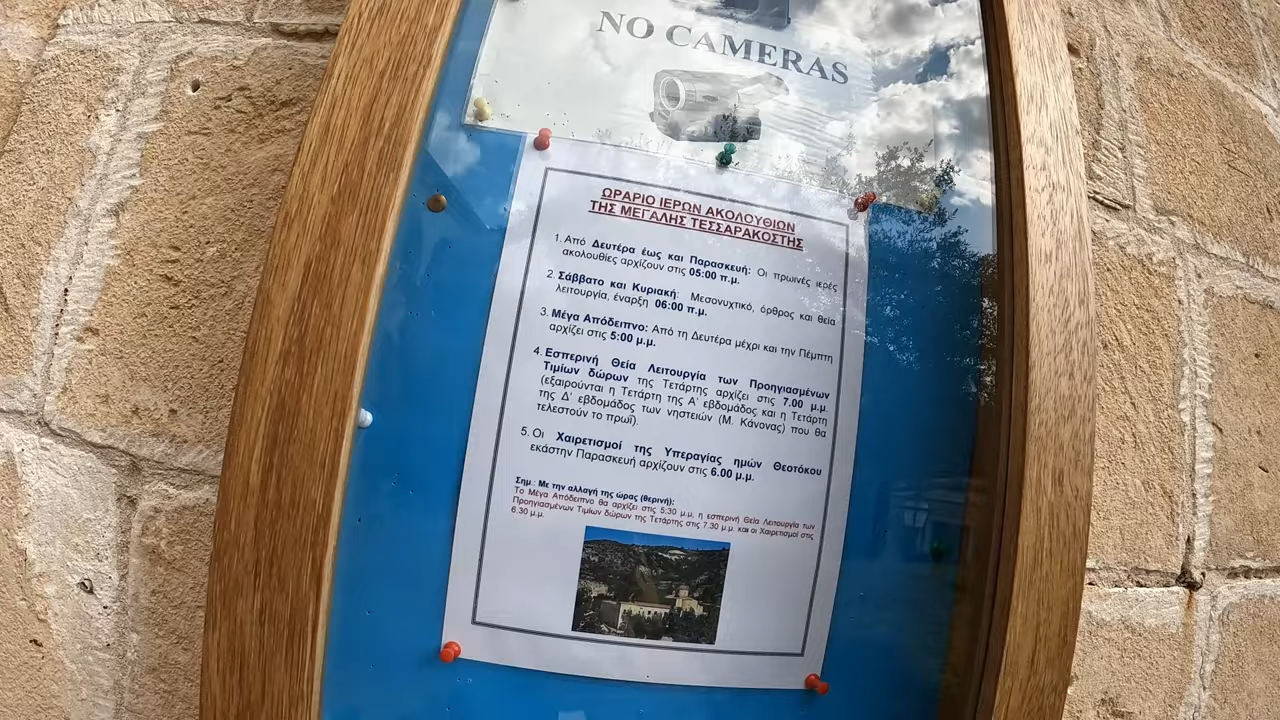 NO CAMERAS
ΩΡΑΡΙΟ ΙΕΡΩΝ ΑΚΟΛΟΥΘΙΩΝ
ΤΗΣ ΜΕΓΑΛΗΣ ΤΕΣΣΑΡΑΚΟΣΤΗΣ
1. Από Δευτέρα έως και Παρασκευή: Οι πρωινές ιερές
ακολουθίες αρχίζουν στις 05:00 π.μ.
2. Σάββατο και Κυριακή: Μεσονυχτικό, όρθρος και θεία
λειτουργία, έναρξη 06:00 π.μ.
3. Μέγα Απόδειπνο: Από τη Δευτέρα μέχρι και την Πέμπτη
αρχίζει στις 5:00 μ.μ.
4. Εσπερινή Θεία Λειτουργία των Προηγιασμένων
Τιμίων δώρων της Τετάρτης αρχίζει στις 7.00 μ.μ.
(εξαιρούνται η Τετάρτη της Α' εβδομάδος και η Τετάρτη
της Δ' εβδομάδος των νηστειών (Μ. Κάνονας) που θα
τελεστούν το πρωί).
5. Οι Χαιρετισμοί της Υπεραγίας ημών Θεοτόκου
εκάστην Παρασκευή αρχίζουν στις 6.00 μ.μ.
Σημ.: Με την αλλαγή της ώρας (θερινή):
Το Μέγα Απόδειπνο θα αρχίζει στις 5:30 μ.μ, η εσπερινή Θεία Λειτουργία των
Προηγιασμένων Τιμίων δώρων της Τετάρτης στις 7.30 μ.μ. και οι Χαιρετισμοί στις
6.30 μ.μ.